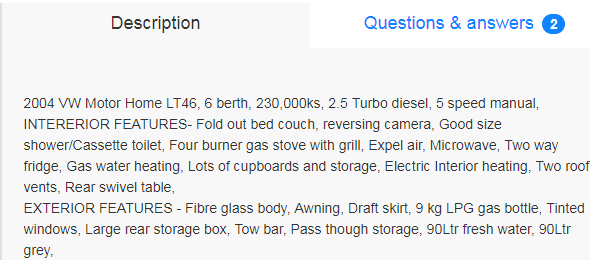 Description
Questions & answers 2
2004 VW Motor Home LT46, 6 berth, 230,000ks, 2.5 Turbo diesel, 5 speed manual,
INTERERIOR FEATURES- Fold out bed couch, reversing camera, Good size
shower/Cassette toilet, Four burner gas stove with grill, Expel air, Microwave, Two way
fridge, Gas water heating, Lots of cupboards and storage, Electric Interior heating, Two roof
vents, Rear swivel table,
EXTERIOR FEATURES - Fibre glass body, Awning, Draft skirt, 9 kg LPG gas bottle, Tinted
windows, Large rear storage box, Tow bar, Pass though storage, 90Ltr fresh water, 90Ltr
grey,